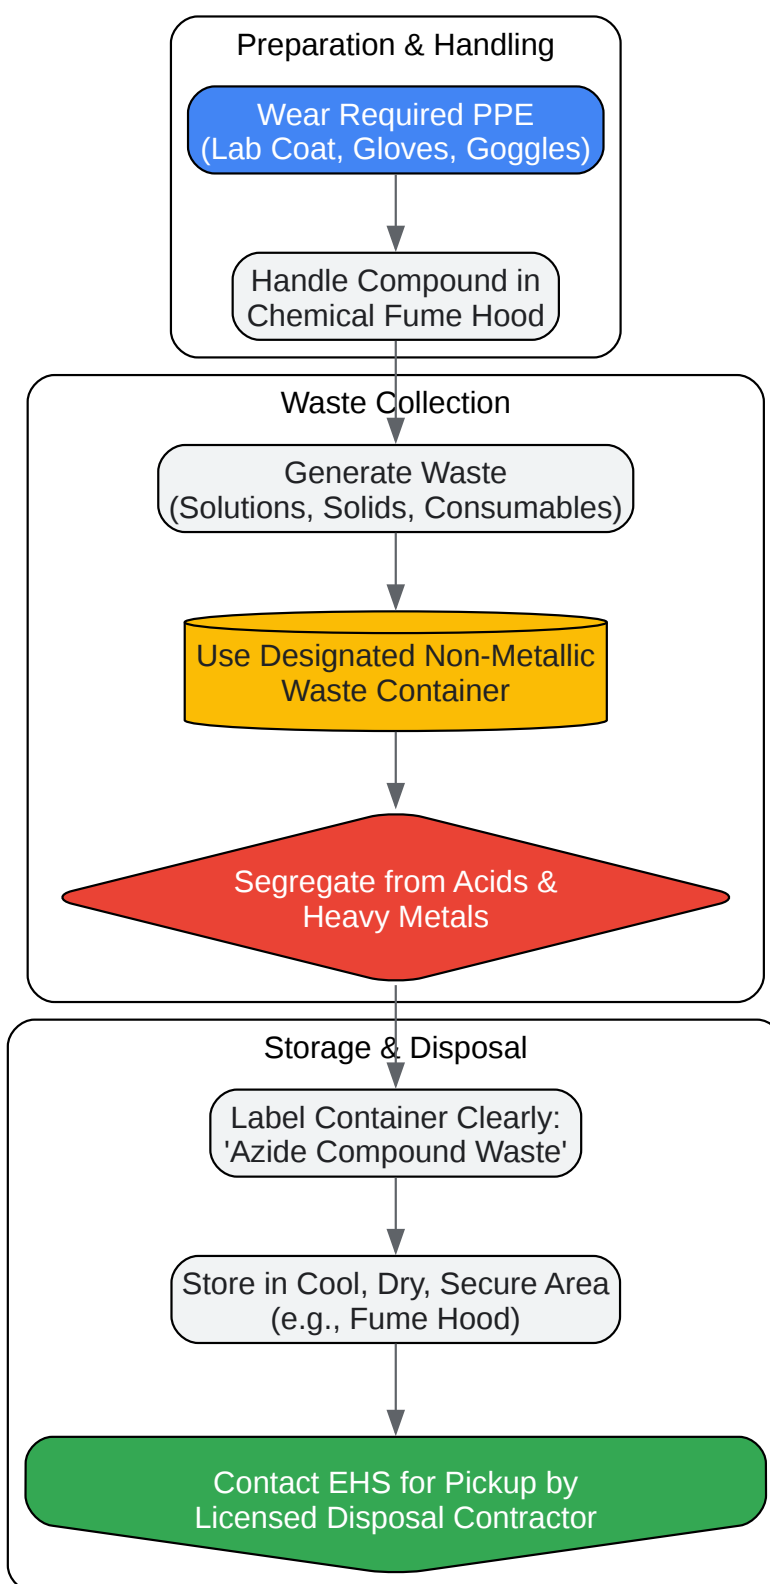 Preparation & Handling
Wear Required PPE
(Lab Coat, Gloves, Goggles)
Handle Compound in
Chemical Fume Hood
Waste Collection
Generate Waste
(Solutions, Solids, Consumables)
Use Designated Non-Metallic
Waste Container
Segregate from Acids &
Heavy Metals
Storage & Disposal
Label Container Clearly:
'Azide Compound Waste'
Store in Cool, Dry, Secure Area
(e.g., Fume Hood)
Contact EHS for Pickup by
Licensed Disposal Contractor